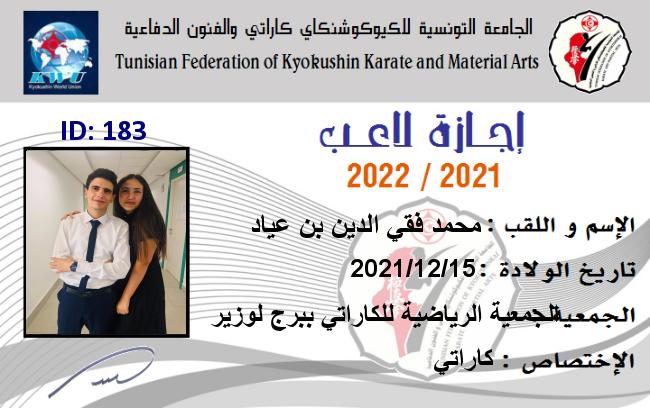 الجامعة التونسية للكيوكوشنكاي كاراتي والفنون الدفاعية
Tunisian Federation of Kyokushin Karate and Material Arts
KWU
Kyokushin World Union
ID: 183
إجازة لاعب
2022 / 2021
الإسم و اللقب : محمد فقي الدين بن عياد
تاريخ الولادة : 2021/12/15
الجمعية الجمعية الرياضية للكاراتي ببرج لوزير
الإختصاص : كاراتي